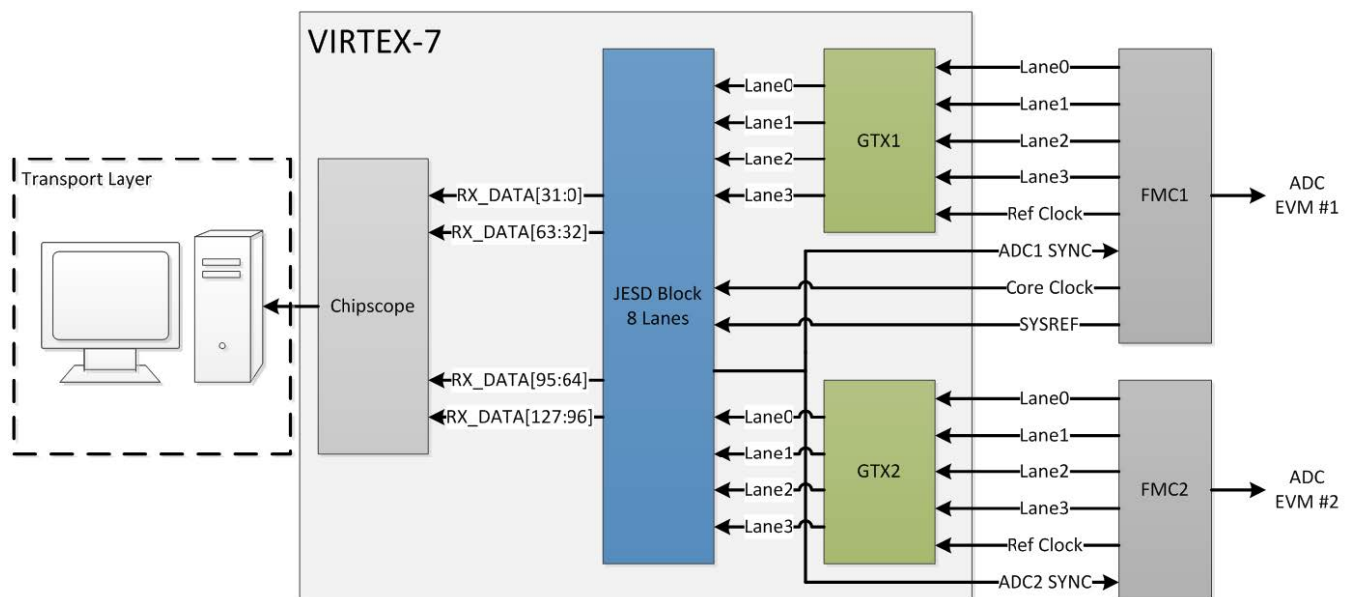 VIRTEX-7
Transport Layer
Chipscope
RX_DATA[31:0]
RX_DATA[63:32]
RX_DATA[95:64]
RX_DATA[127:96]
JESD Block
8 Lanes
Lane0
Lane1
Lane2
Lane3
Lane0
Lane1
Lane2
Lane3
GTX1
GTX2
Lane0
Lane1
Lane2
Lane3
Ref Clock
ADC1 SYNC
Core Clock
SYSREF
Lane0
Lane1
Lane2
Lane3
Ref Clock
ADC2 SYNC
FMC1
FMC2
ADC
EVM #1
ADC
EVM #2